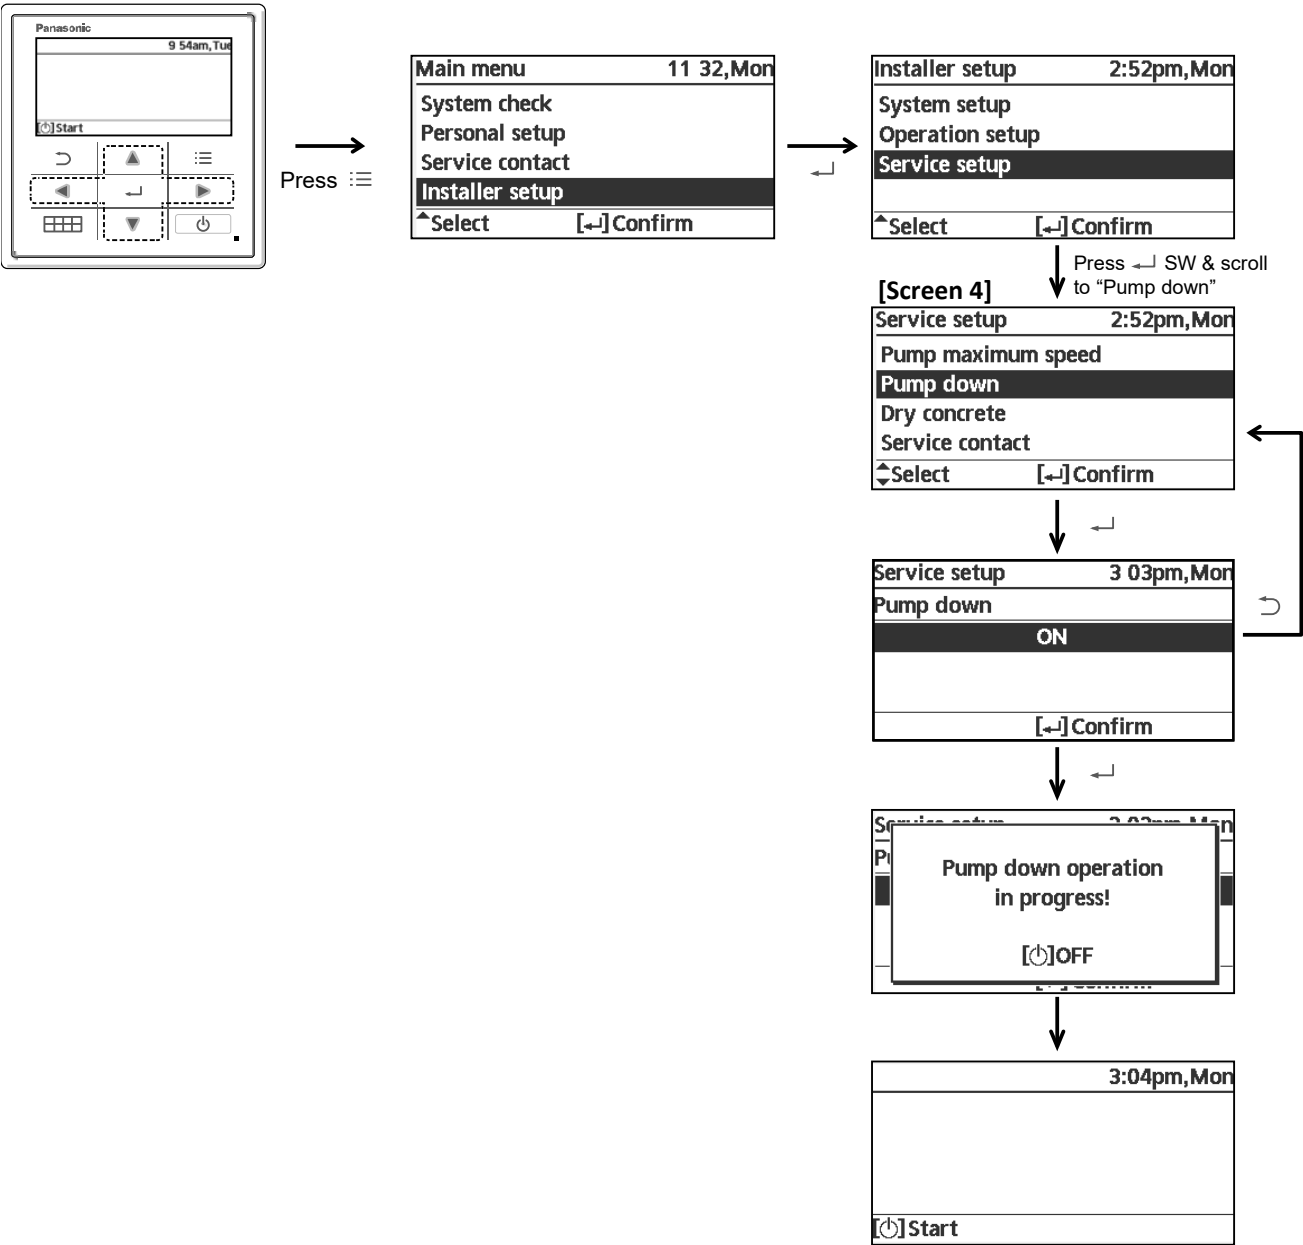 Panasonic
9 54am,Tue
[⏻]Start
Press
Main menu 11 32,Mon
System check
Personal setup
Service contact
Installer setup
Select [↵]Confirm
Installer setup 2:52pm,Mon
System setup
Operation setup
Service setup
Select [↵]Confirm
Press ↵ SW & scroll
to “Pump down”
[Screen 4]
Service setup 2:52pm,Mon
Pump maximum speed
Pump down
Dry concrete
Service contact
Select [↵]Confirm
Service setup 3 03pm,Mon
Pump down
ON
[↵]Confirm
Pump down operation
in progress!
[⏻]OFF
3:04pm,Mon
[⏻]Start